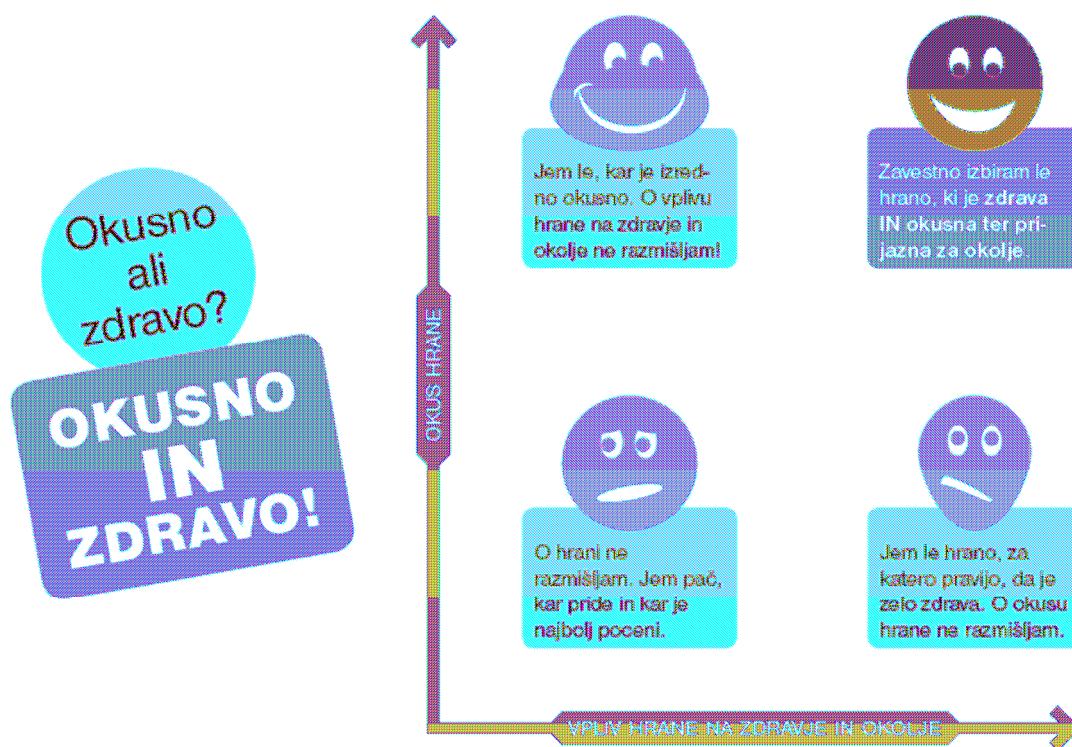 Okusno
ali
zdravo?
OKUSNO
IN
ZDRAVO!
OKUS HRANE
Jem le, kar je izred-
no okusno. O vplivu
hrane na zdravje in
okolje ne razmišljam!
Zavestno izbiram le
hrano, ki je zdrava
IN okusna ter pri-
jazna za okolje.
O hrani ne
razmišljam. Jem pač,
kar pride in kar je
najbolj poceni.
Jem le hrano, za
katero pravijo, da je
zelo zdrava. O okusu
hrane ne razmišljam.
VPLIV HRANE NA ZDRAVJE IN OKOLJE